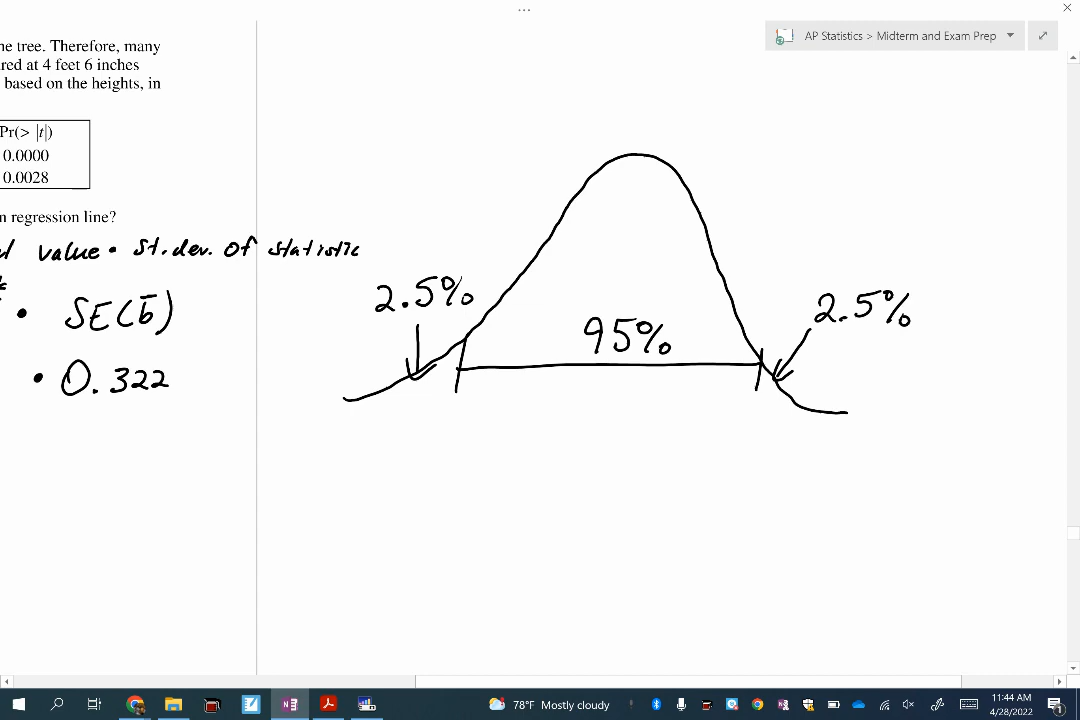 ...
AP Statistics > Midterm and Exam Prep
ne tree. Therefore, many
red at 4 feet 6 inches
based on the heights, in
Pr(> |t|)
0.0000
0.0028
n regression line?
value • St. dev. of statistic
• SE(b̄)
• 0.322
2.5%
95%
2.5%
78°F Mostly cloudy
11:44 AM
4/28/2022
1